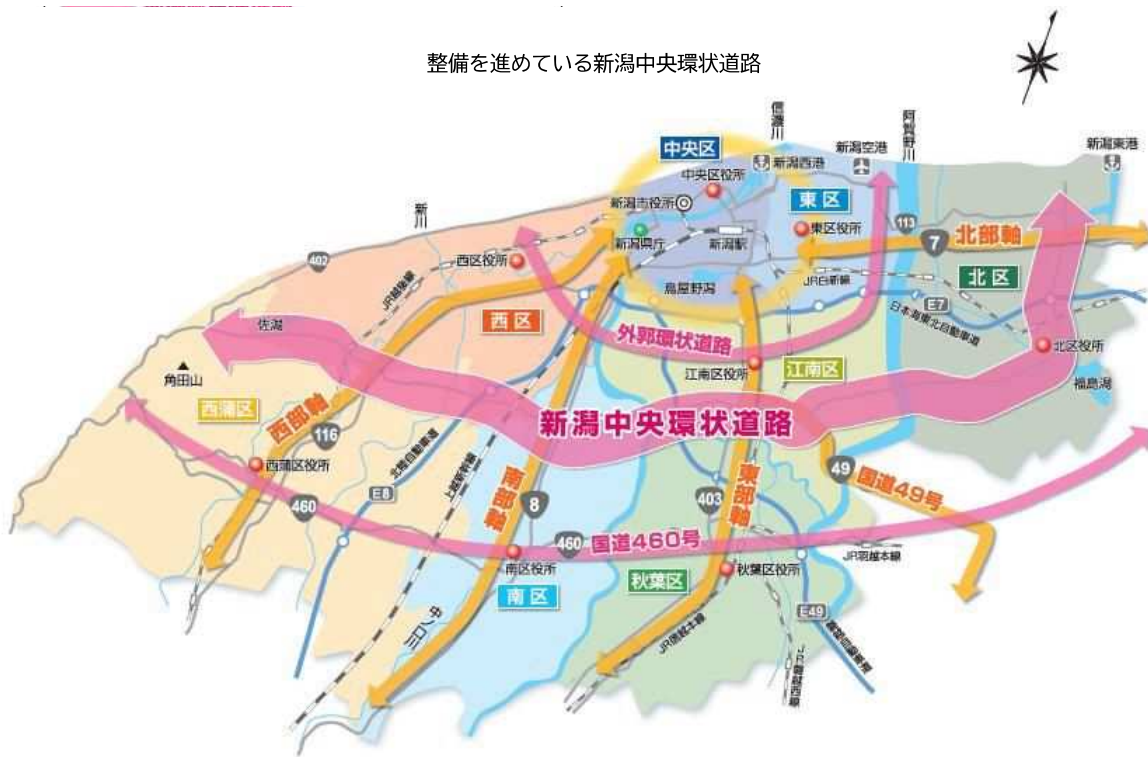 整備を進めている新潟中央環状道路
信濃川
阿賀野川
新潟東港
中央区
新潟西港
新潟空港
中央区役所
新潟市役所
東区
新川
新潟県庁
新潟駅
東区役所
113
7
北部軸
402
西区役所
JR越後線
鳥屋野潟
JR白新線
北区
E7
日本海東北自動車道
佐潟
西区
外郭環状道路
北区役所
角田山
江南区役所
江南区
福島潟
西蒲区
西部軸
116
新潟中央環状道路
北陸自動車道
上越新幹線
西蒲区役所
E8
460
南部軸
8
403
東部軸
49
国道49号
460
国道460号
JR羽越本線
南区役所
秋葉区
秋葉区役所
南区
中ノ口川
E49
磐越自動車道
JR信越本線
JR磐越西線